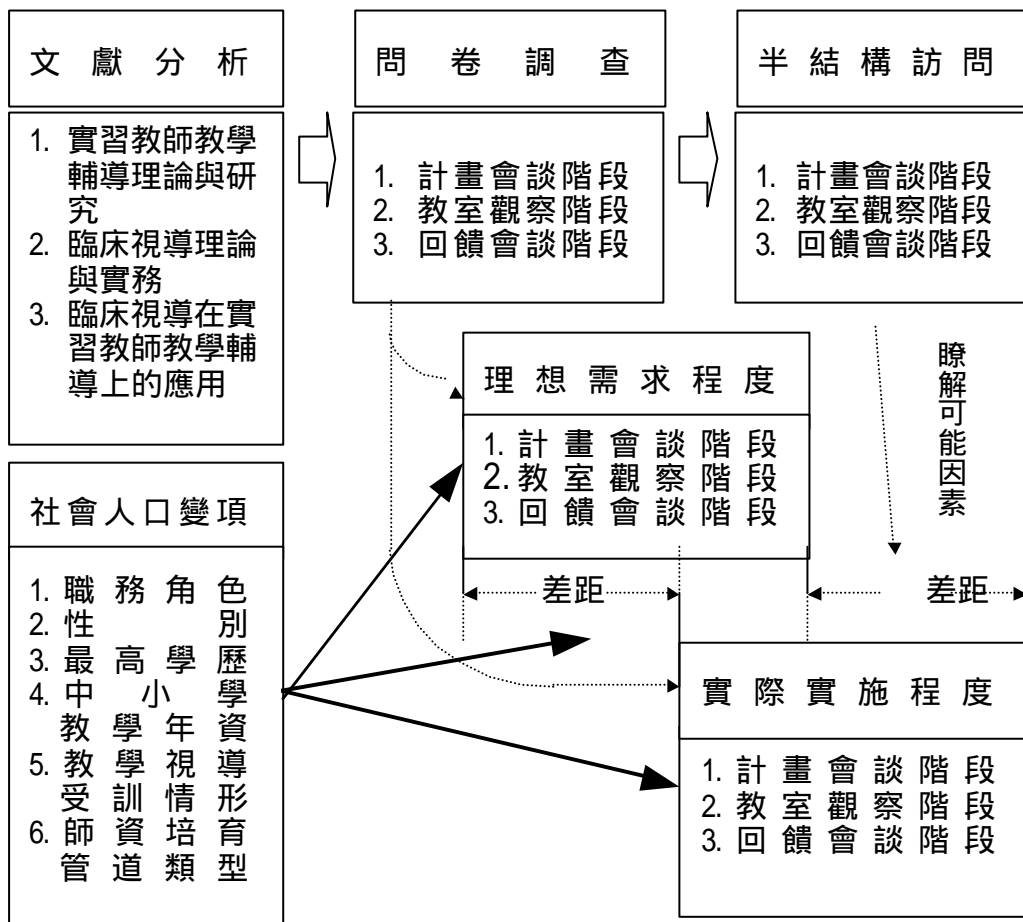 文獻分析
1. 實習教師教學
輔導理論與研
究
2. 臨床視導理論
與實務
3. 臨床視導在實
習教師教學輔
導上的應用
問卷調查
1. 計畫會談階段
2. 教室觀察階段
3. 回饋會談階段
半結構訪問
1. 計畫會談階段
2. 教室觀察階段
3. 回饋會談階段
理想需求程度
1. 計畫會談階段
2. 教室觀察階段
3. 回饋會談階段
瞭解可能因素
差距
差距
社會人口變項
1. 職務角色
2. 性別
3. 最高學歷
4. 中小學
教學年資
5. 教學視導
受訓情形
6. 師資培育
管道類型
實際實施程度
1. 計畫會談階段
2. 教室觀察階段
3. 回饋會談階段